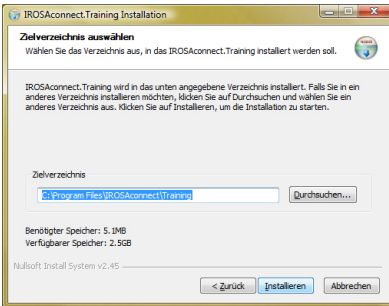 IROSAconnect.Training Installation
Zielverzeichnis auswählen
Wählen Sie das Verzeichnis aus, in das IROSAconnect.Training installiert werden soll.
IROSAconnect.Training wird in das unten angegebene Verzeichnis installiert. Falls Sie in ein
anderes Verzeichnis installieren möchten, klicken Sie auf Durchsuchen und wählen Sie ein
anderes Verzeichnis aus. Klicken Sie auf Installieren, um die Installation zu starten.
Zielverzeichnis
C:\Program Files\IROSAconnect\Training
Durchsuchen...
Benötigter Speicher: 5.1MB
Verfügbarer Speicher: 2.5GB
Nullsoft Install System v2.45
< Zurück
Installieren
Abbrechen